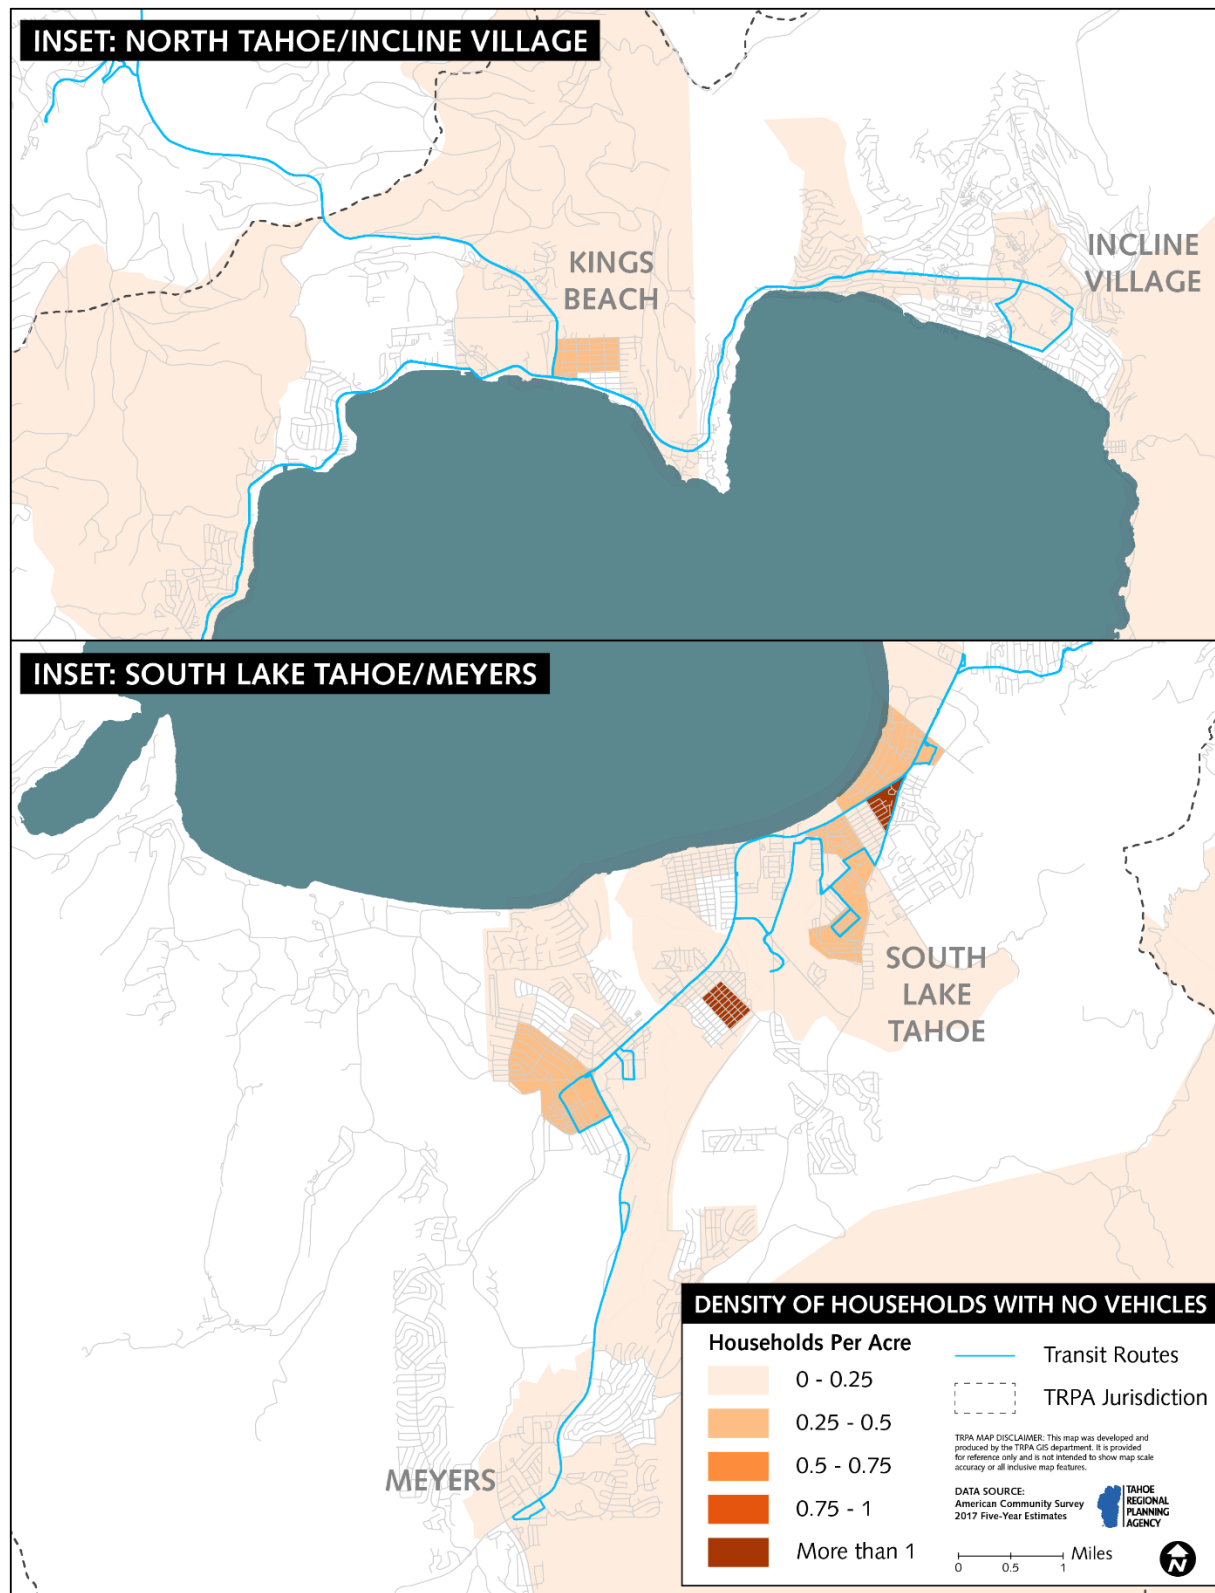 INSET: NORTH TAHOE/INCLINE VILLAGE
KINGS
BEACH
INCLINE
VILLAGE
INSET: SOUTH LAKE TAHOE/MEYERS
SOUTH
LAKE
TAHOE
MEYERS
DENSITY OF HOUSEHOLDS WITH NO VEHICLES
Households Per Acre
0 - 0.25
0.25 - 0.5
0.5 - 0.75
0.75 - 1
More than 1
Transit Routes
TRPA Jurisdiction
TRPA MAP DISCLAIMER: This map was developed and
produced by the TRPA GIS department. It is provided
for reference only and is not intended to show map scale
accuracy or all inclusive map features.
DATA SOURCE:
American Community Survey
2017 Five-Year Estimates
TAHOE
REGIONAL
PLANNING
AGENCY
Miles
0 0.5 1
N